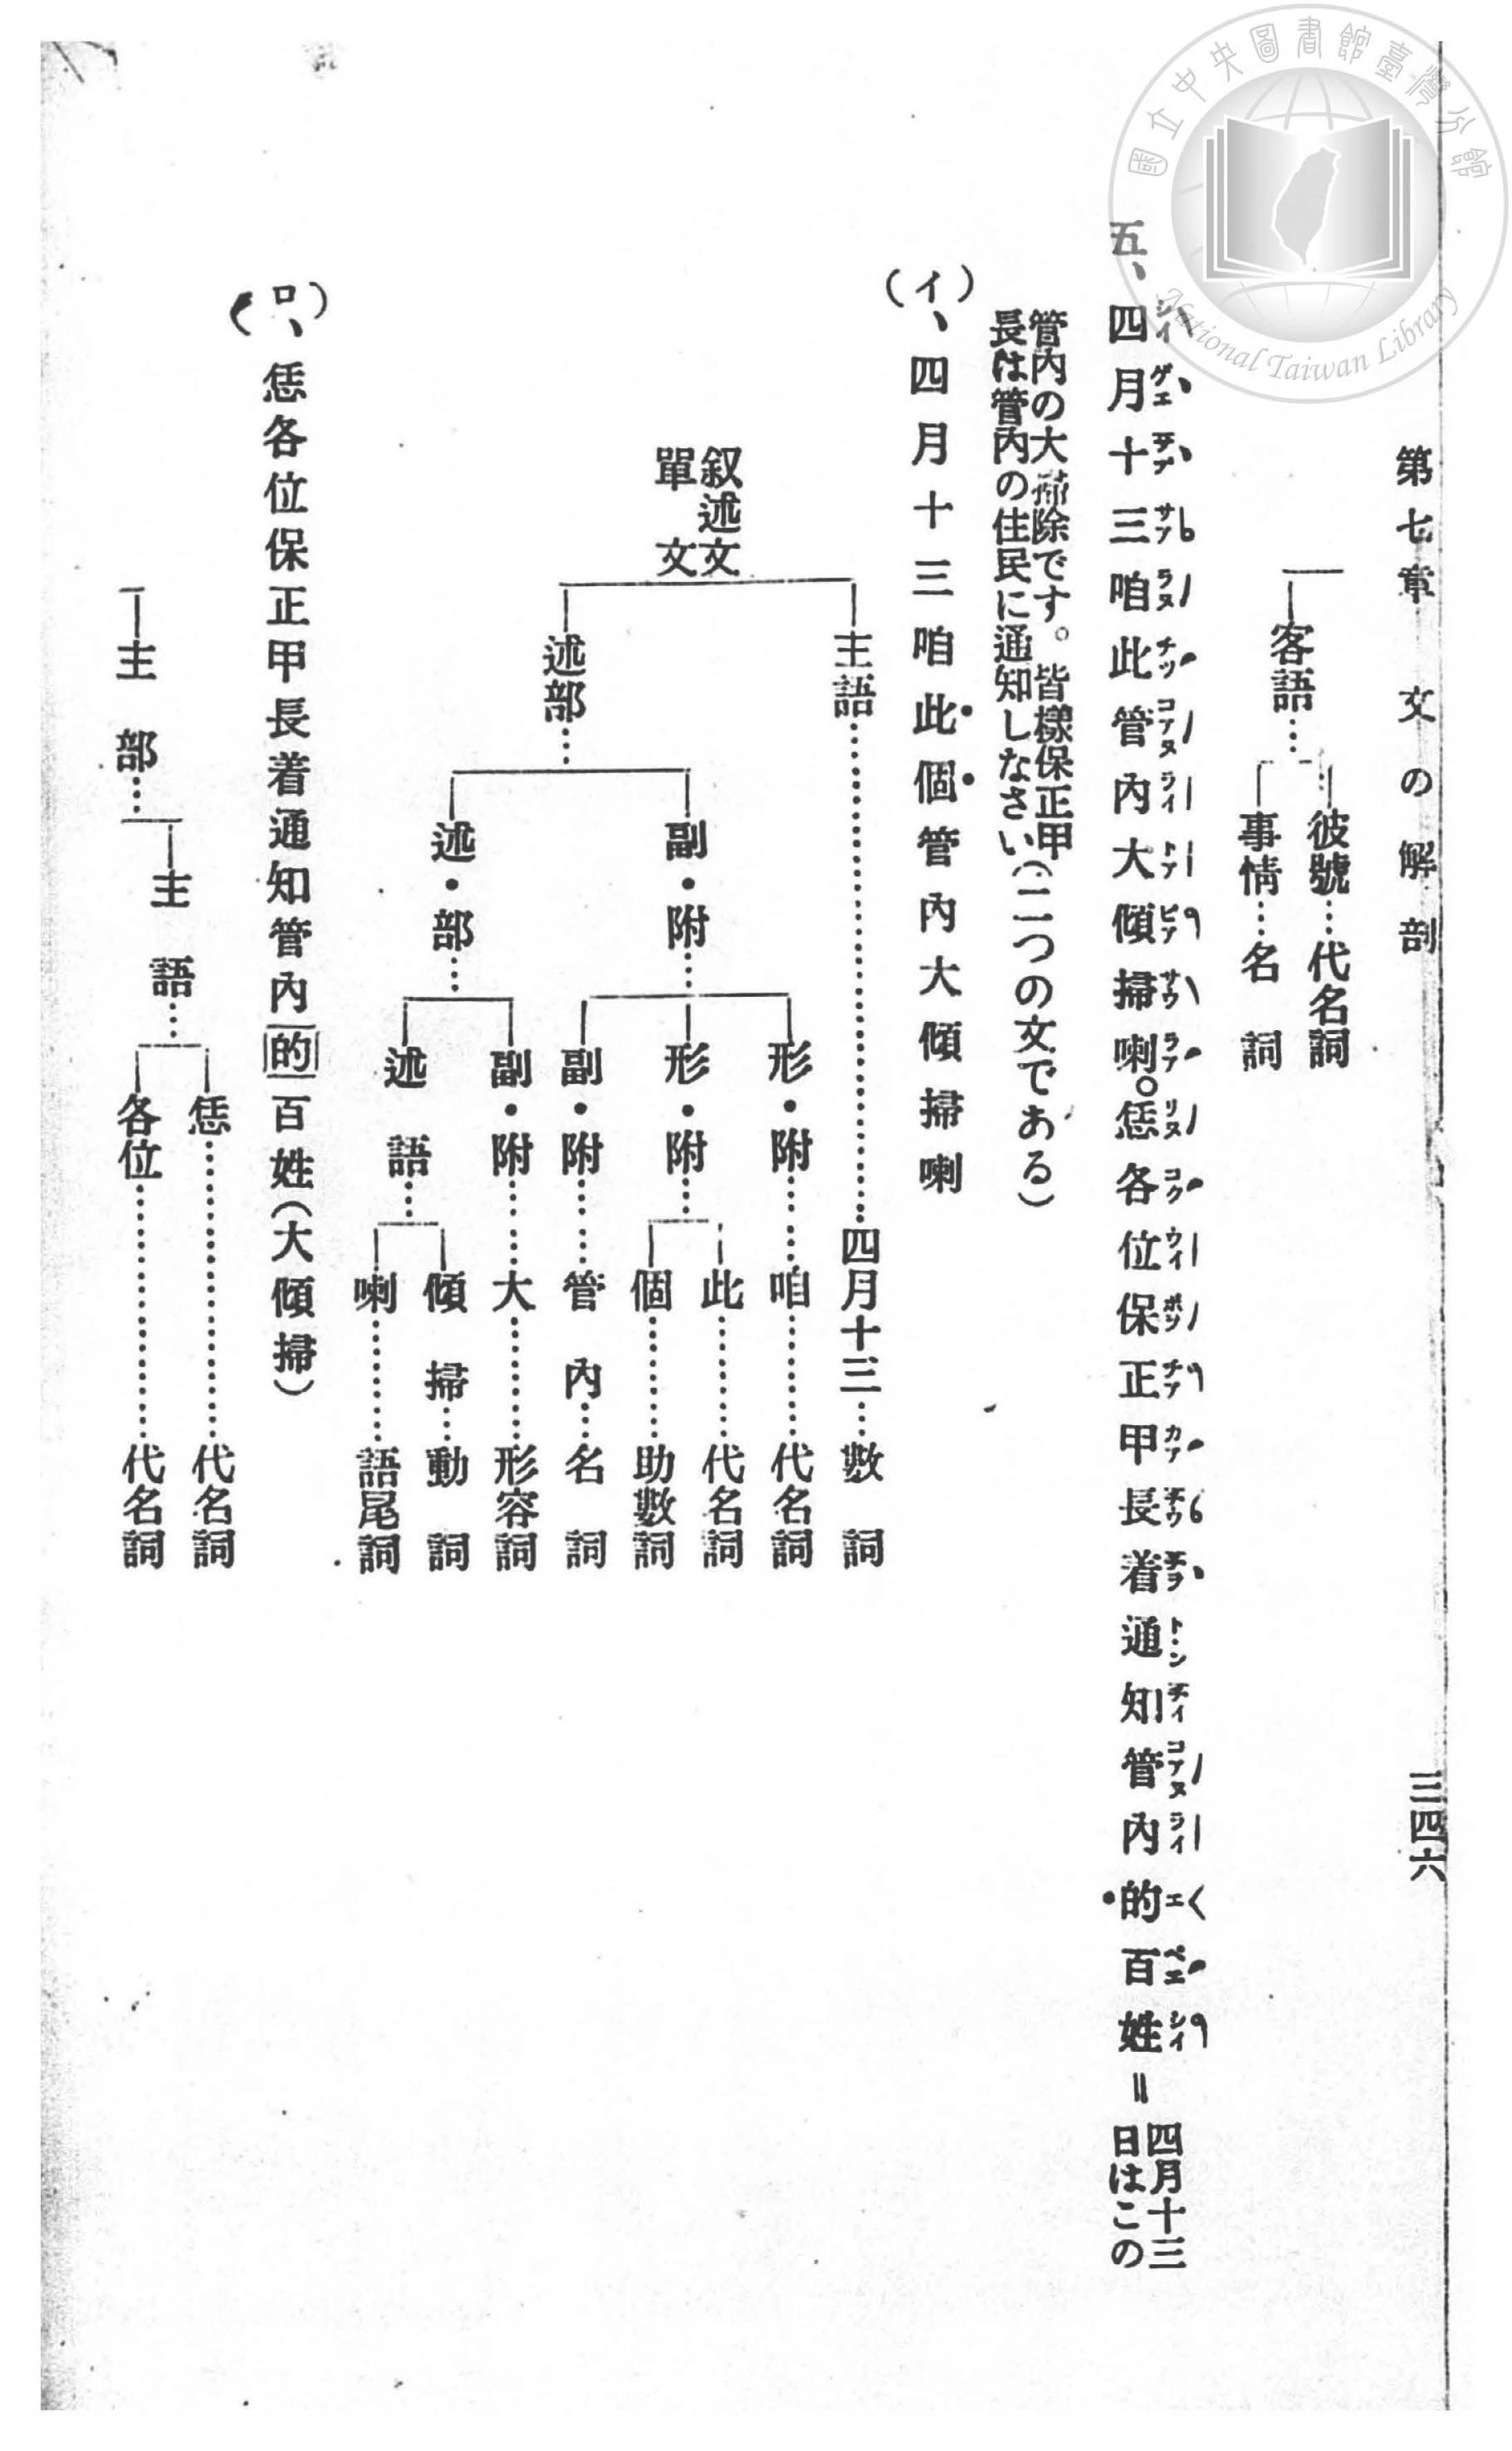 國立中央圖書館臺灣分館
National Taiwan Library
第七章 文の解剖
三四六
客語
彼號 代名詞
事情 名詞
五、四月十三咱此管內大傾掃喇。恁各位保正甲長着通知管內的百姓=四月十三
日はこの
管内の大掃除です。皆樣保正甲
長は管内の住民に通知しなさい(二つの文である)
(イ)、四月十三咱此個管內大傾掃喇
叙述文
單文
主語 四月十三 數詞
述部
副・附
形・附 咱 代名詞
形・附
此 代名詞
個 助數詞
副・附 管內 名詞
述・部
副・附 大 形容詞
述語
傾掃 動詞
喇 語尾詞
(ロ)、恁各位保正甲長着通知管內的百姓(大傾掃)
主部
主語
恁 代名詞
各位 代名詞